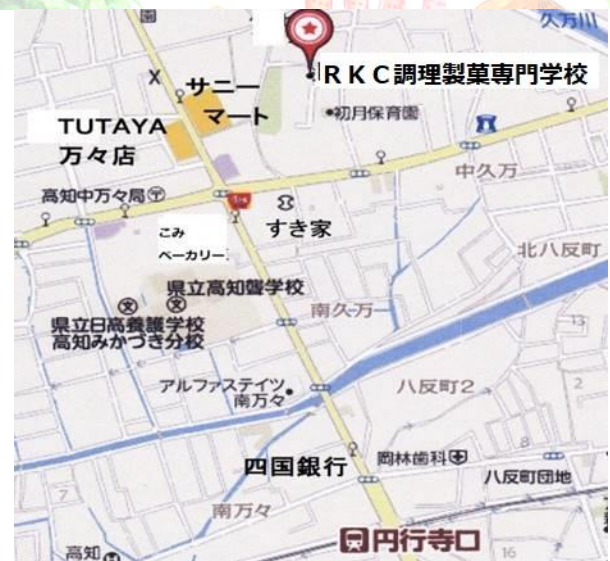 久万川
RKC調理製菓専門学校
サニー
マート
初月保育園
TUTAYA
万々店
中久万
高知中万々局
すき家
こみ
ベーカリー
北八反町
県立高知聾学校
南久万
県立日高養護学校
高知みかづき分校
13
アルファステイツ
南万々
八反町2
2
四国銀行
岡林歯科
8
八反町団地
7
南万々
円行寺口
高知
16